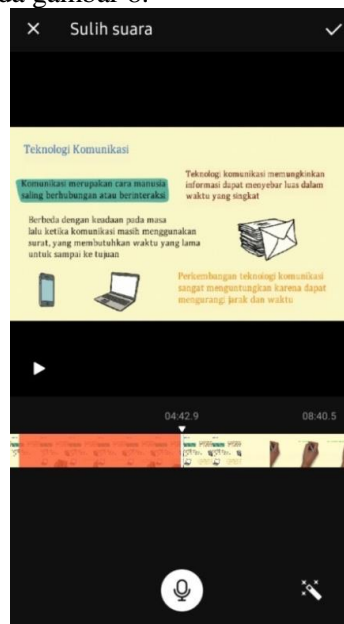 da gambar 8.
Sulih suara
Teknologi Komunikasi
Komunikasi merupakan cara manusia
saling berhubungan atau berinteraksi
Teknologi komunikasi memungkinkan
informasi dapat menyebar luas dalam
waktu yang singkat
Berbeda dengan keadaan pada masa
lalu ketika komunikasi masih menggunakan
surat, yang membutuhkan waktu yang lama
untuk sampai ke tujuan
Perkembangan teknologi komunikasi
sangat menguntungkan karena dapat
mengurangi jarak dan waktu
04:42.9
08:40.5